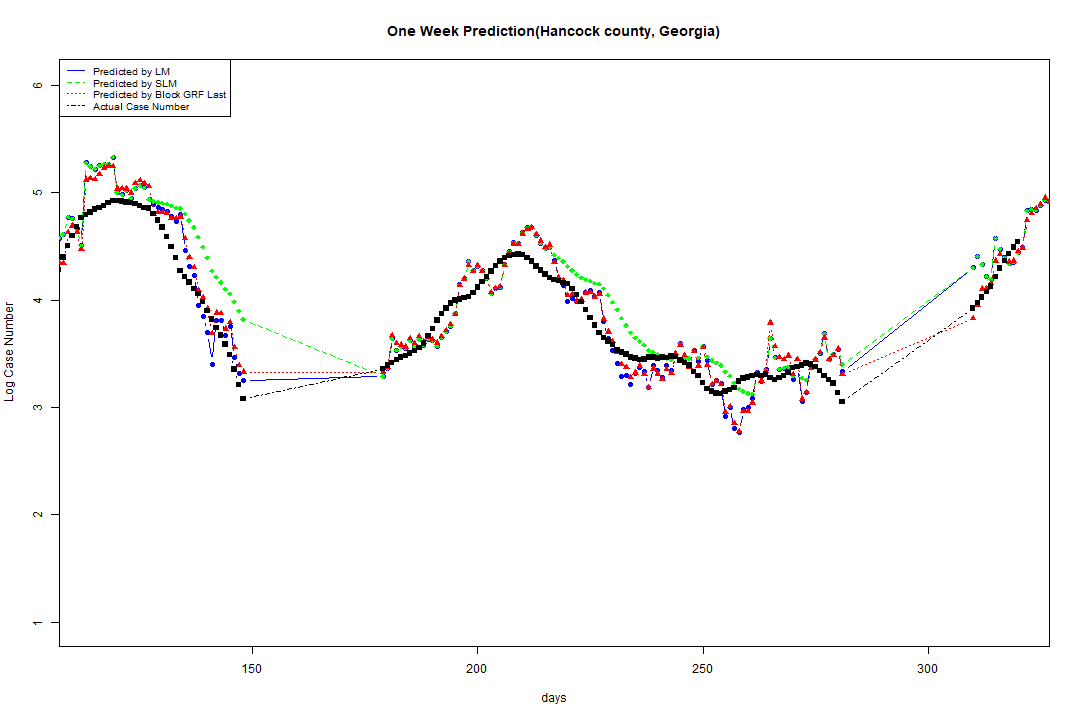 One Week Prediction(Hancock county, Georgia)
Predicted by LM
Predicted by SLM
Predicted by Block GRF Last
Actual Case Number
6
5
4
3
2
1
Log Case Number
150
200
250
300
days